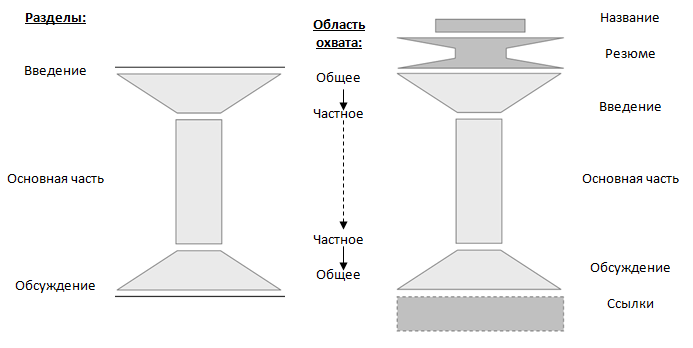 Разделы:
Введение
Основная часть
Обсуждение
Область
охвата:
Общее
Частное
Частное
Общее
Название
Резюме
Введение
Основная часть
Обсуждение
Ссылки